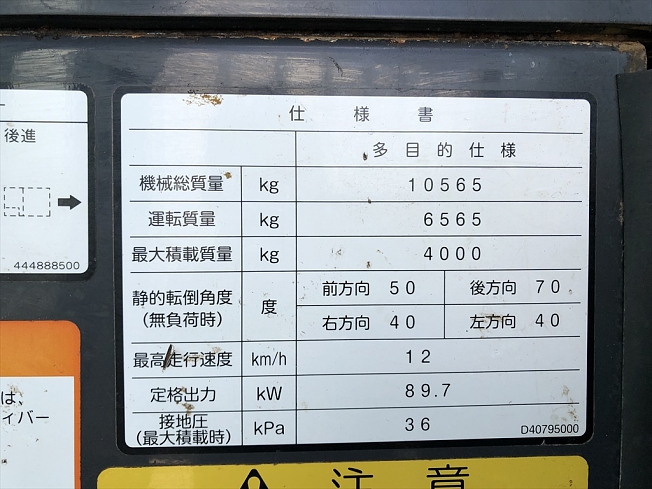 ー
後進
444888500
は、
ィバー
仕様書
多目的仕様
機械総質量 kg 10565
運転質量 kg 6565
最大積載質量 kg 4000
静的転倒角度
(無負荷時) 度 前方向 50 後方向 70
右方向 40 左方向 40
最高走行速度 km/h 12
定格出力 kW 89.7
接地圧
(最大積載時) kPa 36
D40795000
注意